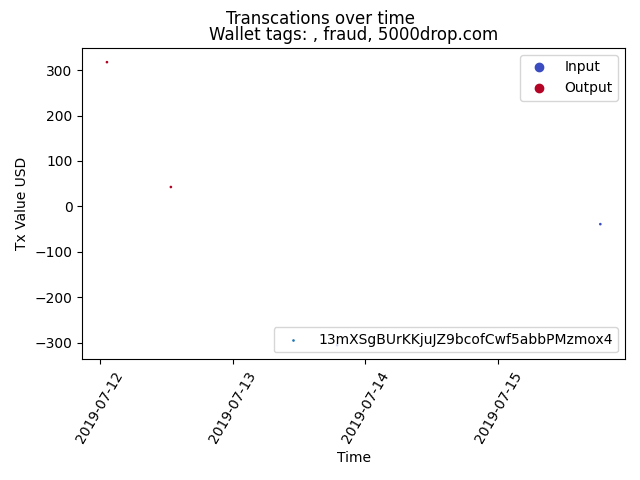 Transcations over time
Wallet tags: , fraud, 5000drop.com
Tx Value USD
300
200
100
0
−100
−200
−300
Input
Output
13mXSgBUrKKjuJZ9bcofCwf5abbPMzmox4
2019-07-12
2019-07-13
2019-07-14
2019-07-15
Time